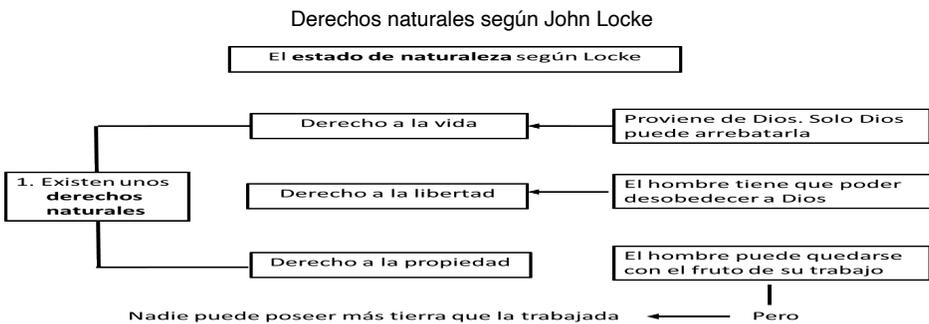 Derechos naturales según John Locke
El estado de naturaleza según Locke
Derecho a la vida
Proviene de Dios. Solo Dios
puede arrebatarla
1. Existen unos
derechos
naturales
Derecho a la libertad
El hombre tiene que poder
desobedecer a Dios
Derecho a la propiedad
El hombre puede quedarse
con el fruto de su trabajo
Nadie puede poseer más tierra que la trabajada
Pero